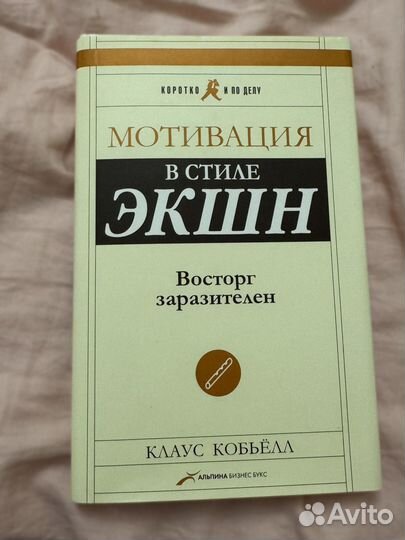 КОРОТКО И ПО ДЕЛУ
МОТИВАЦИЯ
В СТИЛЕ
ЭКШН
Восторг
заразителен
КЛАУС КОБЬЁЛЛ
АЛЬПИНА БИЗНЕС БУКС
Avito